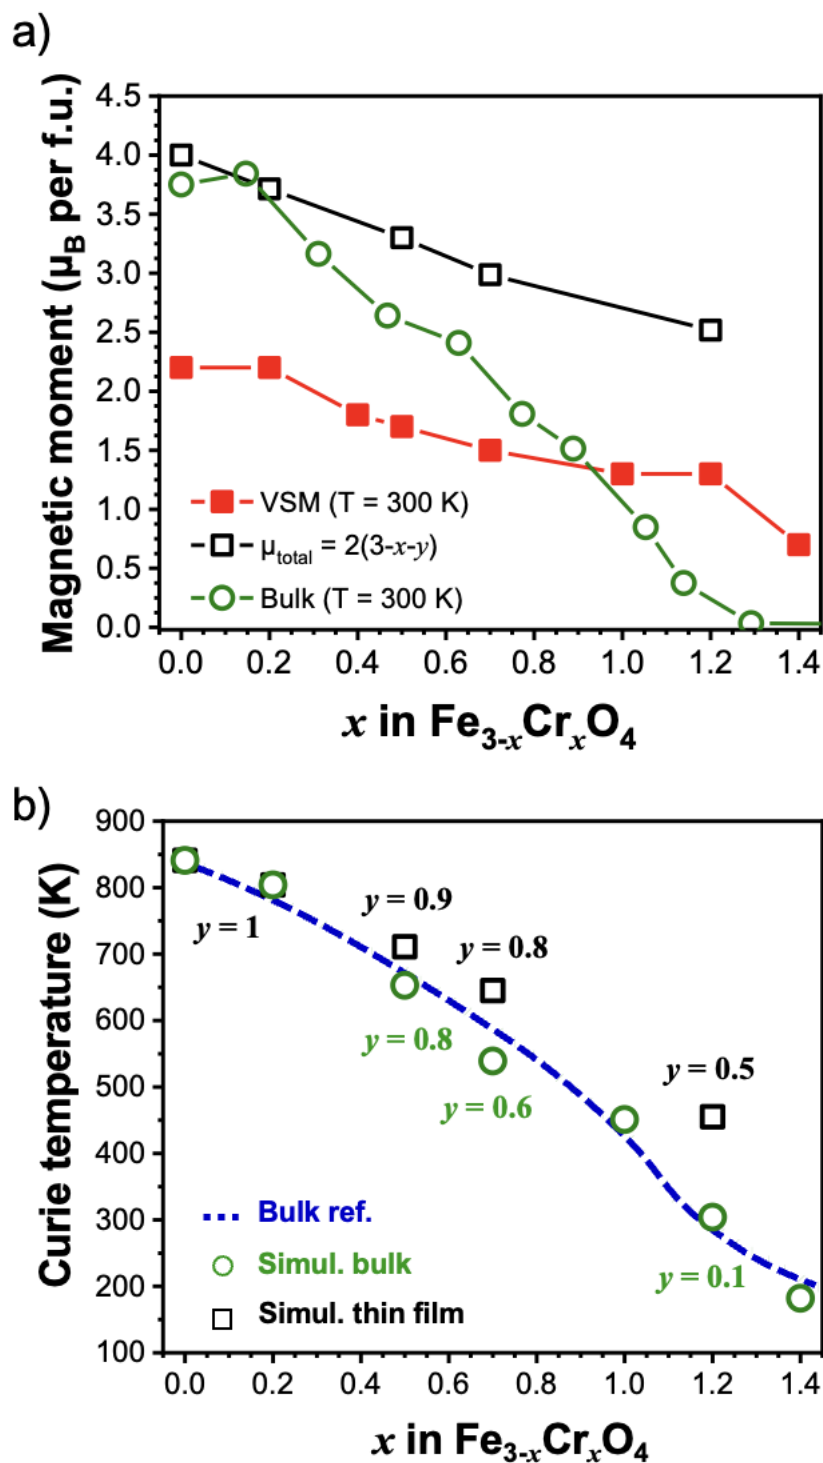 a)
Magnetic moment (μB per f.u.)
4.5
4.0
3.5
3.0
2.5
2.0
1.5
1.0
0.5
0.0
VSM (T = 300 K)
μtotal = 2(3-x-y)
Bulk (T = 300 K)
0.0 0.2 0.4 0.6 0.8 1.0 1.2 1.4
x in Fe3-xCrxO4
b)
Curie temperature (K)
900
800
700
600
500
400
300
200
100
y = 0.9
y = 1
y = 0.8
y = 0.8
y = 0.5
y = 0.6
Bulk ref.
Simul. bulk
y = 0.1
Simul. thin film
0.0 0.2 0.4 0.6 0.8 1.0 1.2 1.4
x in Fe3-xCrxO4